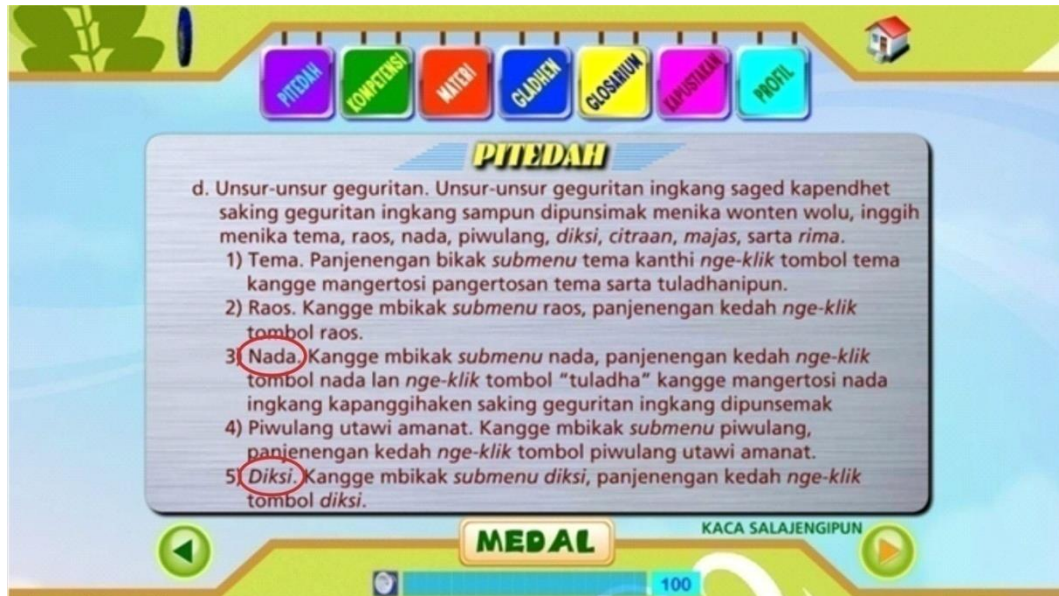 PITEDAH
KOMPETENSI
MATERI
GLADHEN
GLOSARIUM
KAPUSTAKAN
PROFIL
PITEDAH
d. Unsur-unsur geguritan. Unsur-unsur geguritan ingkang saged kapendhet
saking geguritan ingkang sampun dipunsimak menika wonten wolu, inggih
menika tema, raos, nada, piwulang, diksi, citraan, majas, sarta rima.
1) Tema. Panjenengan bikak submenu tema kanthi nge-klik tombol tema
kangge mangertosi pangertosan tema sarta tuladhanipun.
2) Raos. Kangge mbikak submenu raos, panjenengan kedah nge-klik
tombol raos.
3) Nada. Kangge mbikak submenu nada, panjenengan kedah nge-klik
tombol nada lan nge-klik tombol “tuladha” kangge mangertosi nada
ingkang kapanggihaken saking geguritan ingkang dipunsemak
4) Piwulang utawi amanat. Kangge mbikak submenu piwulang,
panjenengan kedah nge-klik tombol piwulang utawi amanat.
5) Diksi. Kangge mbikak submenu diksi, panjenengan kedah nge-klik
tombol diksi.
MEDAL
KACA SALAJENGIPUN
100